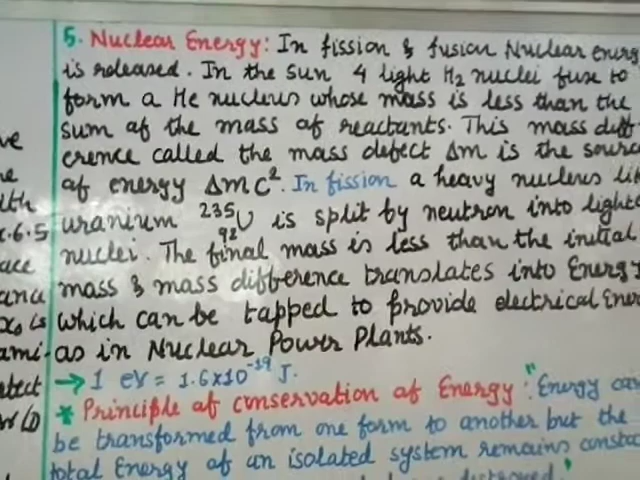 5. Nuclear Energy: In fission & fusion Nuclear energ
is released. In the sun 4 light H2 nuclei fuse to
form a He nucleus whose mass is less than the
sum of the mass of reactants. This mass diff-
erence called the mass defect Δm is the sourc
of energy ΔmC². In fission a heavy nucleus lik
uranium ²³⁵₉₂U is split by neutron into light
nuclei. The final mass is less than the initial
mass & mass difference translates into Energy
which can be tapped to provide electrical Ener
as in Nuclear Power Plants.
→ 1 eV = 1.6x10⁻¹⁹ J.
* Principle of conservation of Energy: "Energy can
be transformed from one form to another but the
total Energy of an isolated system remains constan